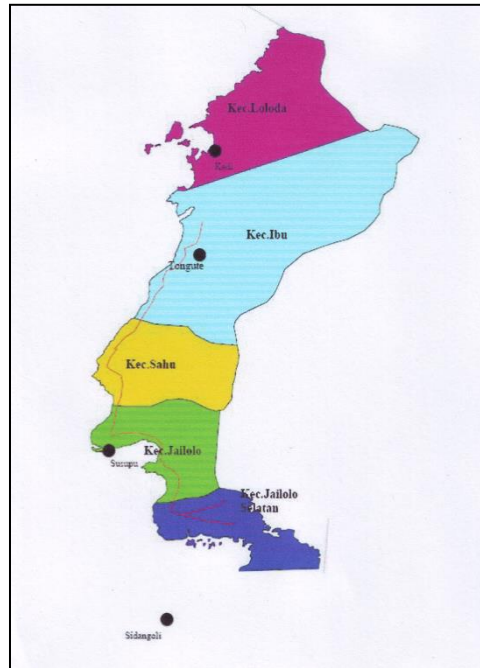 Kec.Loloda
Kec.Ibu
Tongute
Kec.Sahu
Kec.Jailolo
Susupu
Kec.Jailolo
Selatan
Sidangoli